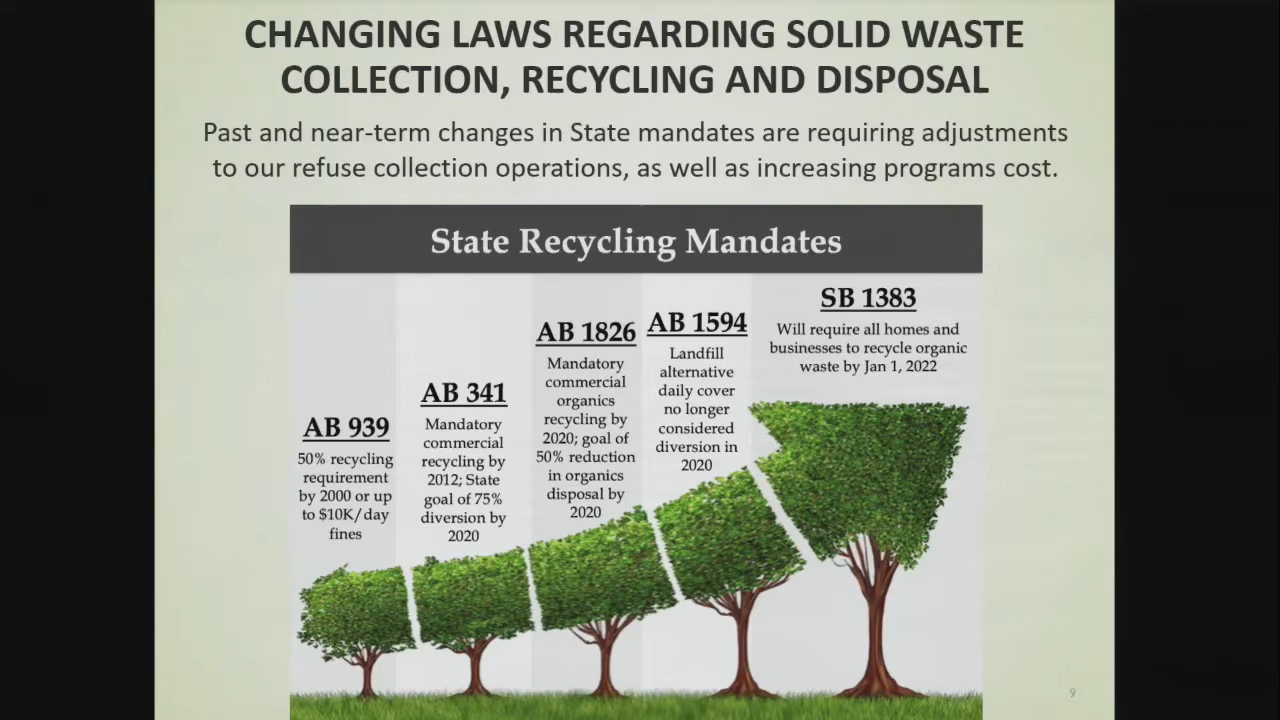 CHANGING LAWS REGARDING SOLID WASTE
COLLECTION, RECYCLING AND DISPOSAL
Past and near-term changes in State mandates are requiring adjustments
to our refuse collection operations, as well as increasing programs cost.
State Recycling Mandates
AB 939
50% recycling
requirement
by 2000 or up
to $10K/day
fines
AB 341
Mandatory
commercial
recycling by
2012; State
goal of 75%
diversion by
2020
AB 1826
Mandatory
commercial
organics
recycling by
2020; goal of
50% reduction
in organics
disposal by
2020
AB 1594
Landfill
alternative
daily cover
no longer
considered
diversion in
2020
SB 1383
Will require all homes and
businesses to recycle organic
waste by Jan 1, 2022
9